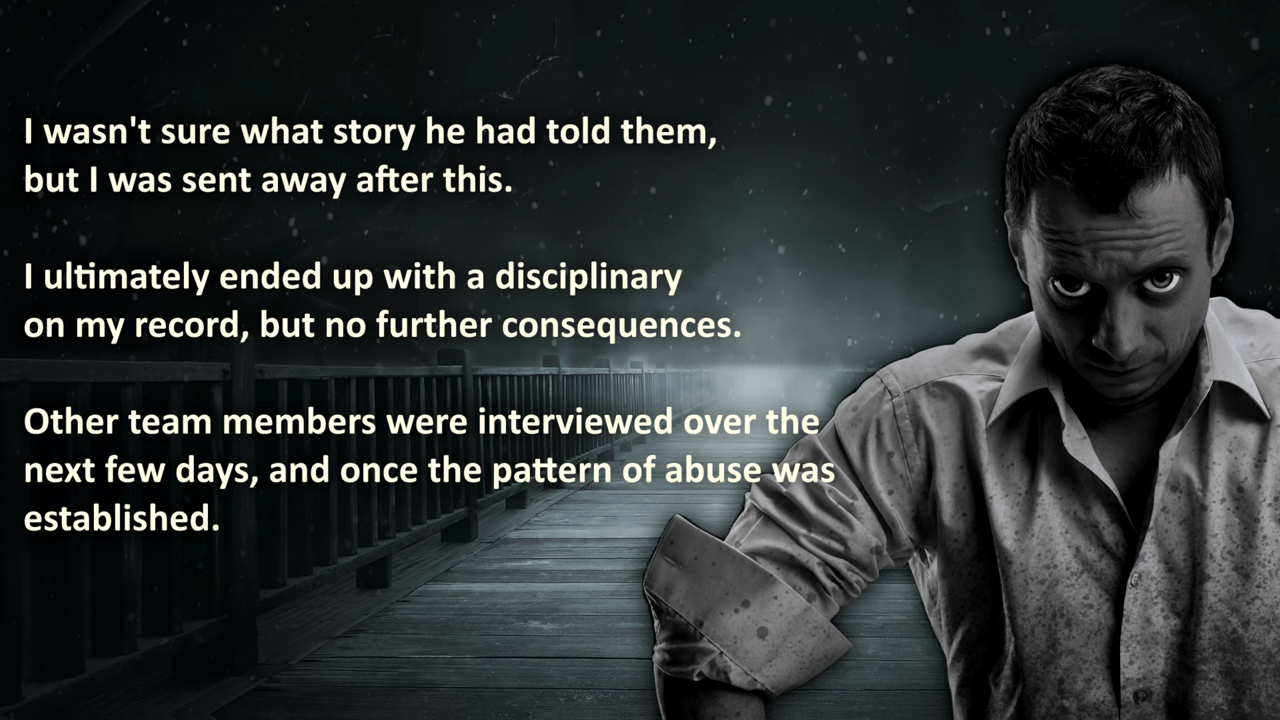 I wasn't sure what story he had told them,
but I was sent away after this.
I ultimately ended up with a disciplinary
on my record, but no further consequences.
Other team members were interviewed over the
next few days, and once the pattern of abuse was
established.